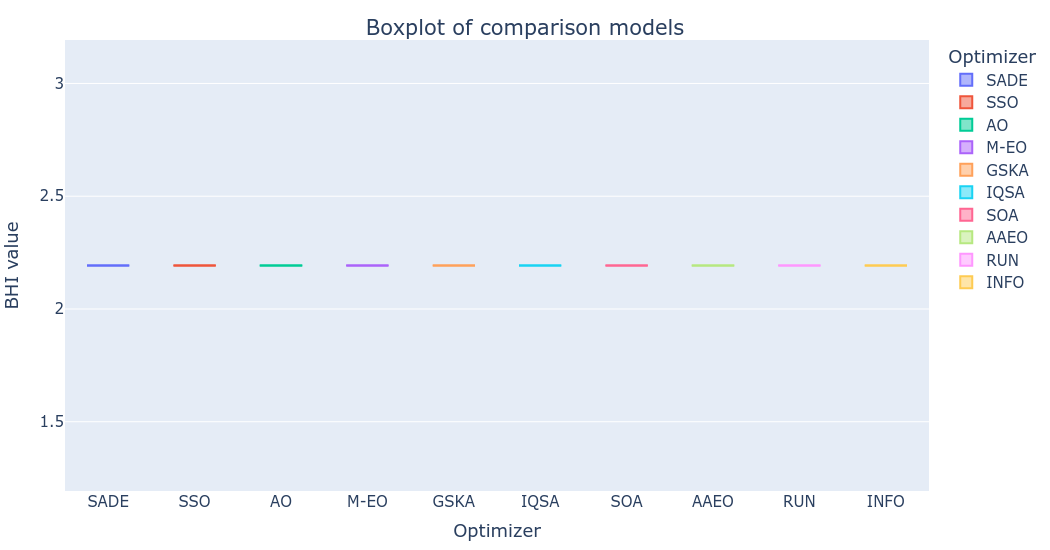 Boxplot of comparison models
BHI value
3
2.5
2
1.5
SADE
SSO
AO
M-EO
GSKA
IQSA
SOA
AAEO
RUN
INFO
Optimizer
Optimizer
SADE
SSO
AO
M-EO
GSKA
IQSA
SOA
AAEO
RUN
INFO